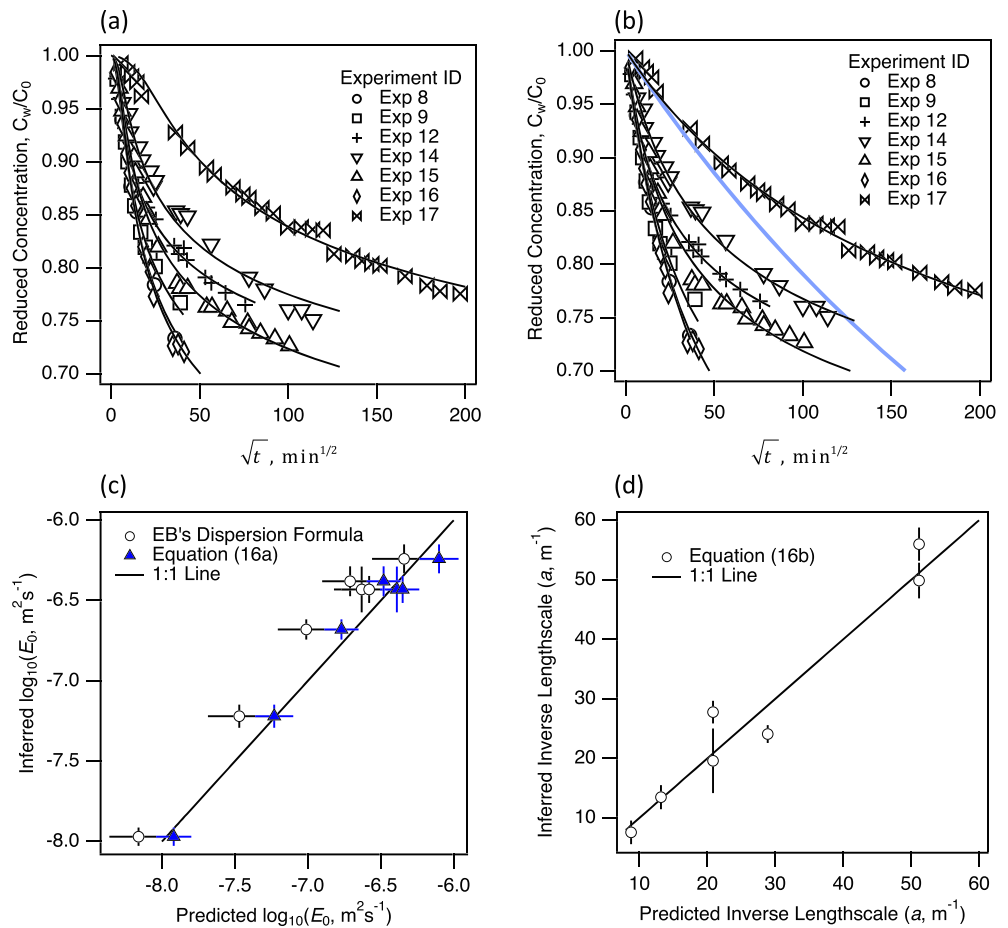 (a)
Reduced Concentration, C_w/C_0
1.00
0.95
0.90
0.85
0.80
0.75
0.70
Experiment ID
Exp 8
Exp 9
Exp 12
Exp 14
Exp 15
Exp 16
Exp 17
0 50 100 150 200
√t , min^{1/2}
(b)
Reduced Concentration, C_w/C_0
1.00
0.95
0.90
0.85
0.80
0.75
0.70
Experiment ID
Exp 8
Exp 9
Exp 12
Exp 14
Exp 15
Exp 16
Exp 17
0 50 100 150 200
√t , min^{1/2}
(c)
Inferred log₁₀(E₀, m²s⁻¹)
-6.0
-6.5
-7.0
-7.5
-8.0
EB's Dispersion Formula
Equation (16a)
1:1 Line
-8.0 -7.5 -7.0 -6.5 -6.0
Predicted log₁₀(E₀, m²s⁻¹)
(d)
Inferred Inverse Lengthscale (a, m⁻¹)
60
50
40
30
20
10
Equation (16b)
1:1 Line
10 20 30 40 50 60
Predicted Inverse Lengthscale (a, m⁻¹)